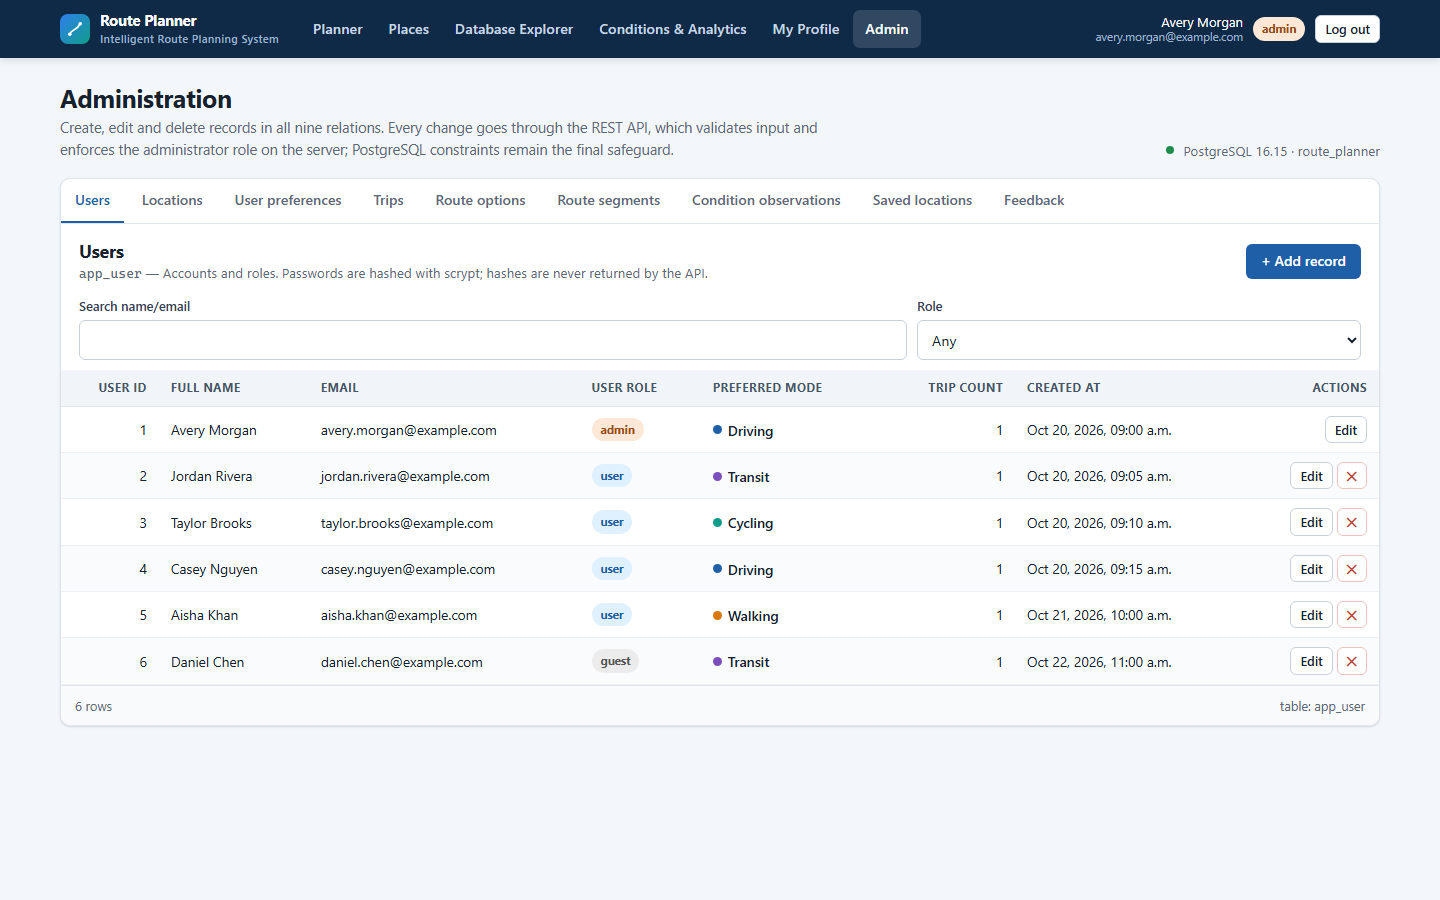 Route Planner
Intelligent Route Planning System
Planner Places Database Explorer Conditions & Analytics My Profile Admin
Avery Morgan
avery.morgan@example.com
admin
Log out
Administration
Create, edit and delete records in all nine relations. Every change goes through the REST API, which validates input and
enforces the administrator role on the server; PostgreSQL constraints remain the final safeguard.
PostgreSQL 16.15 · route_planner
Users Locations User preferences Trips Route options Route segments Condition observations Saved locations Feedback
Users
app_user — Accounts and roles. Passwords are hashed with scrypt; hashes are never returned by the API.
+ Add record
Search name/email Role
Any
USER ID FULL NAME EMAIL USER ROLE PREFERRED MODE TRIP COUNT CREATED AT ACTIONS
1 Avery Morgan avery.morgan@example.com admin Driving 1 Oct 20, 2026, 09:00 a.m. Edit
2 Jordan Rivera jordan.rivera@example.com user Transit 1 Oct 20, 2026, 09:05 a.m. Edit ×
3 Taylor Brooks taylor.brooks@example.com user Cycling 1 Oct 20, 2026, 09:10 a.m. Edit ×
4 Casey Nguyen casey.nguyen@example.com user Driving 1 Oct 20, 2026, 09:15 a.m. Edit ×
5 Aisha Khan aisha.khan@example.com user Walking 1 Oct 21, 2026, 10:00 a.m. Edit ×
6 Daniel Chen daniel.chen@example.com guest Transit 1 Oct 22, 2026, 11:00 a.m. Edit ×
6 rows table: app_user